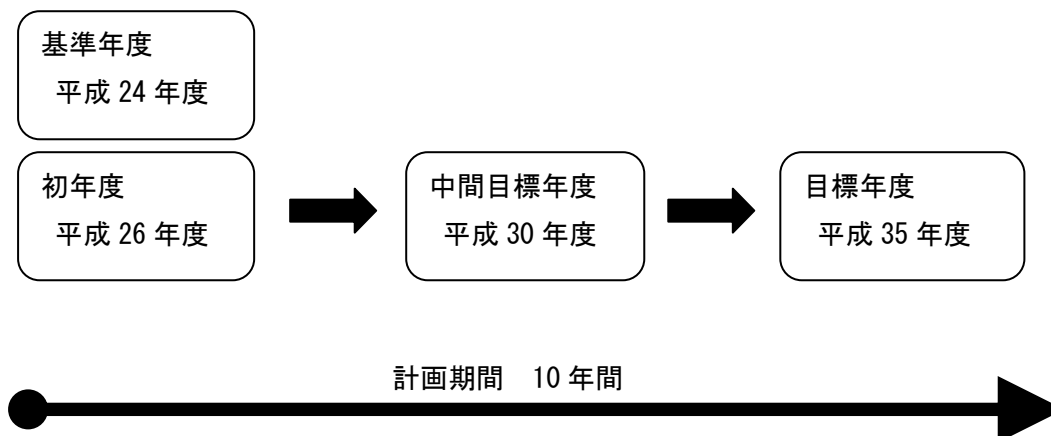 基準年度
平成 24 年度
初年度
平成 26 年度
中間目標年度
平成 30 年度
目標年度
平成 35 年度
計画期間　10 年間